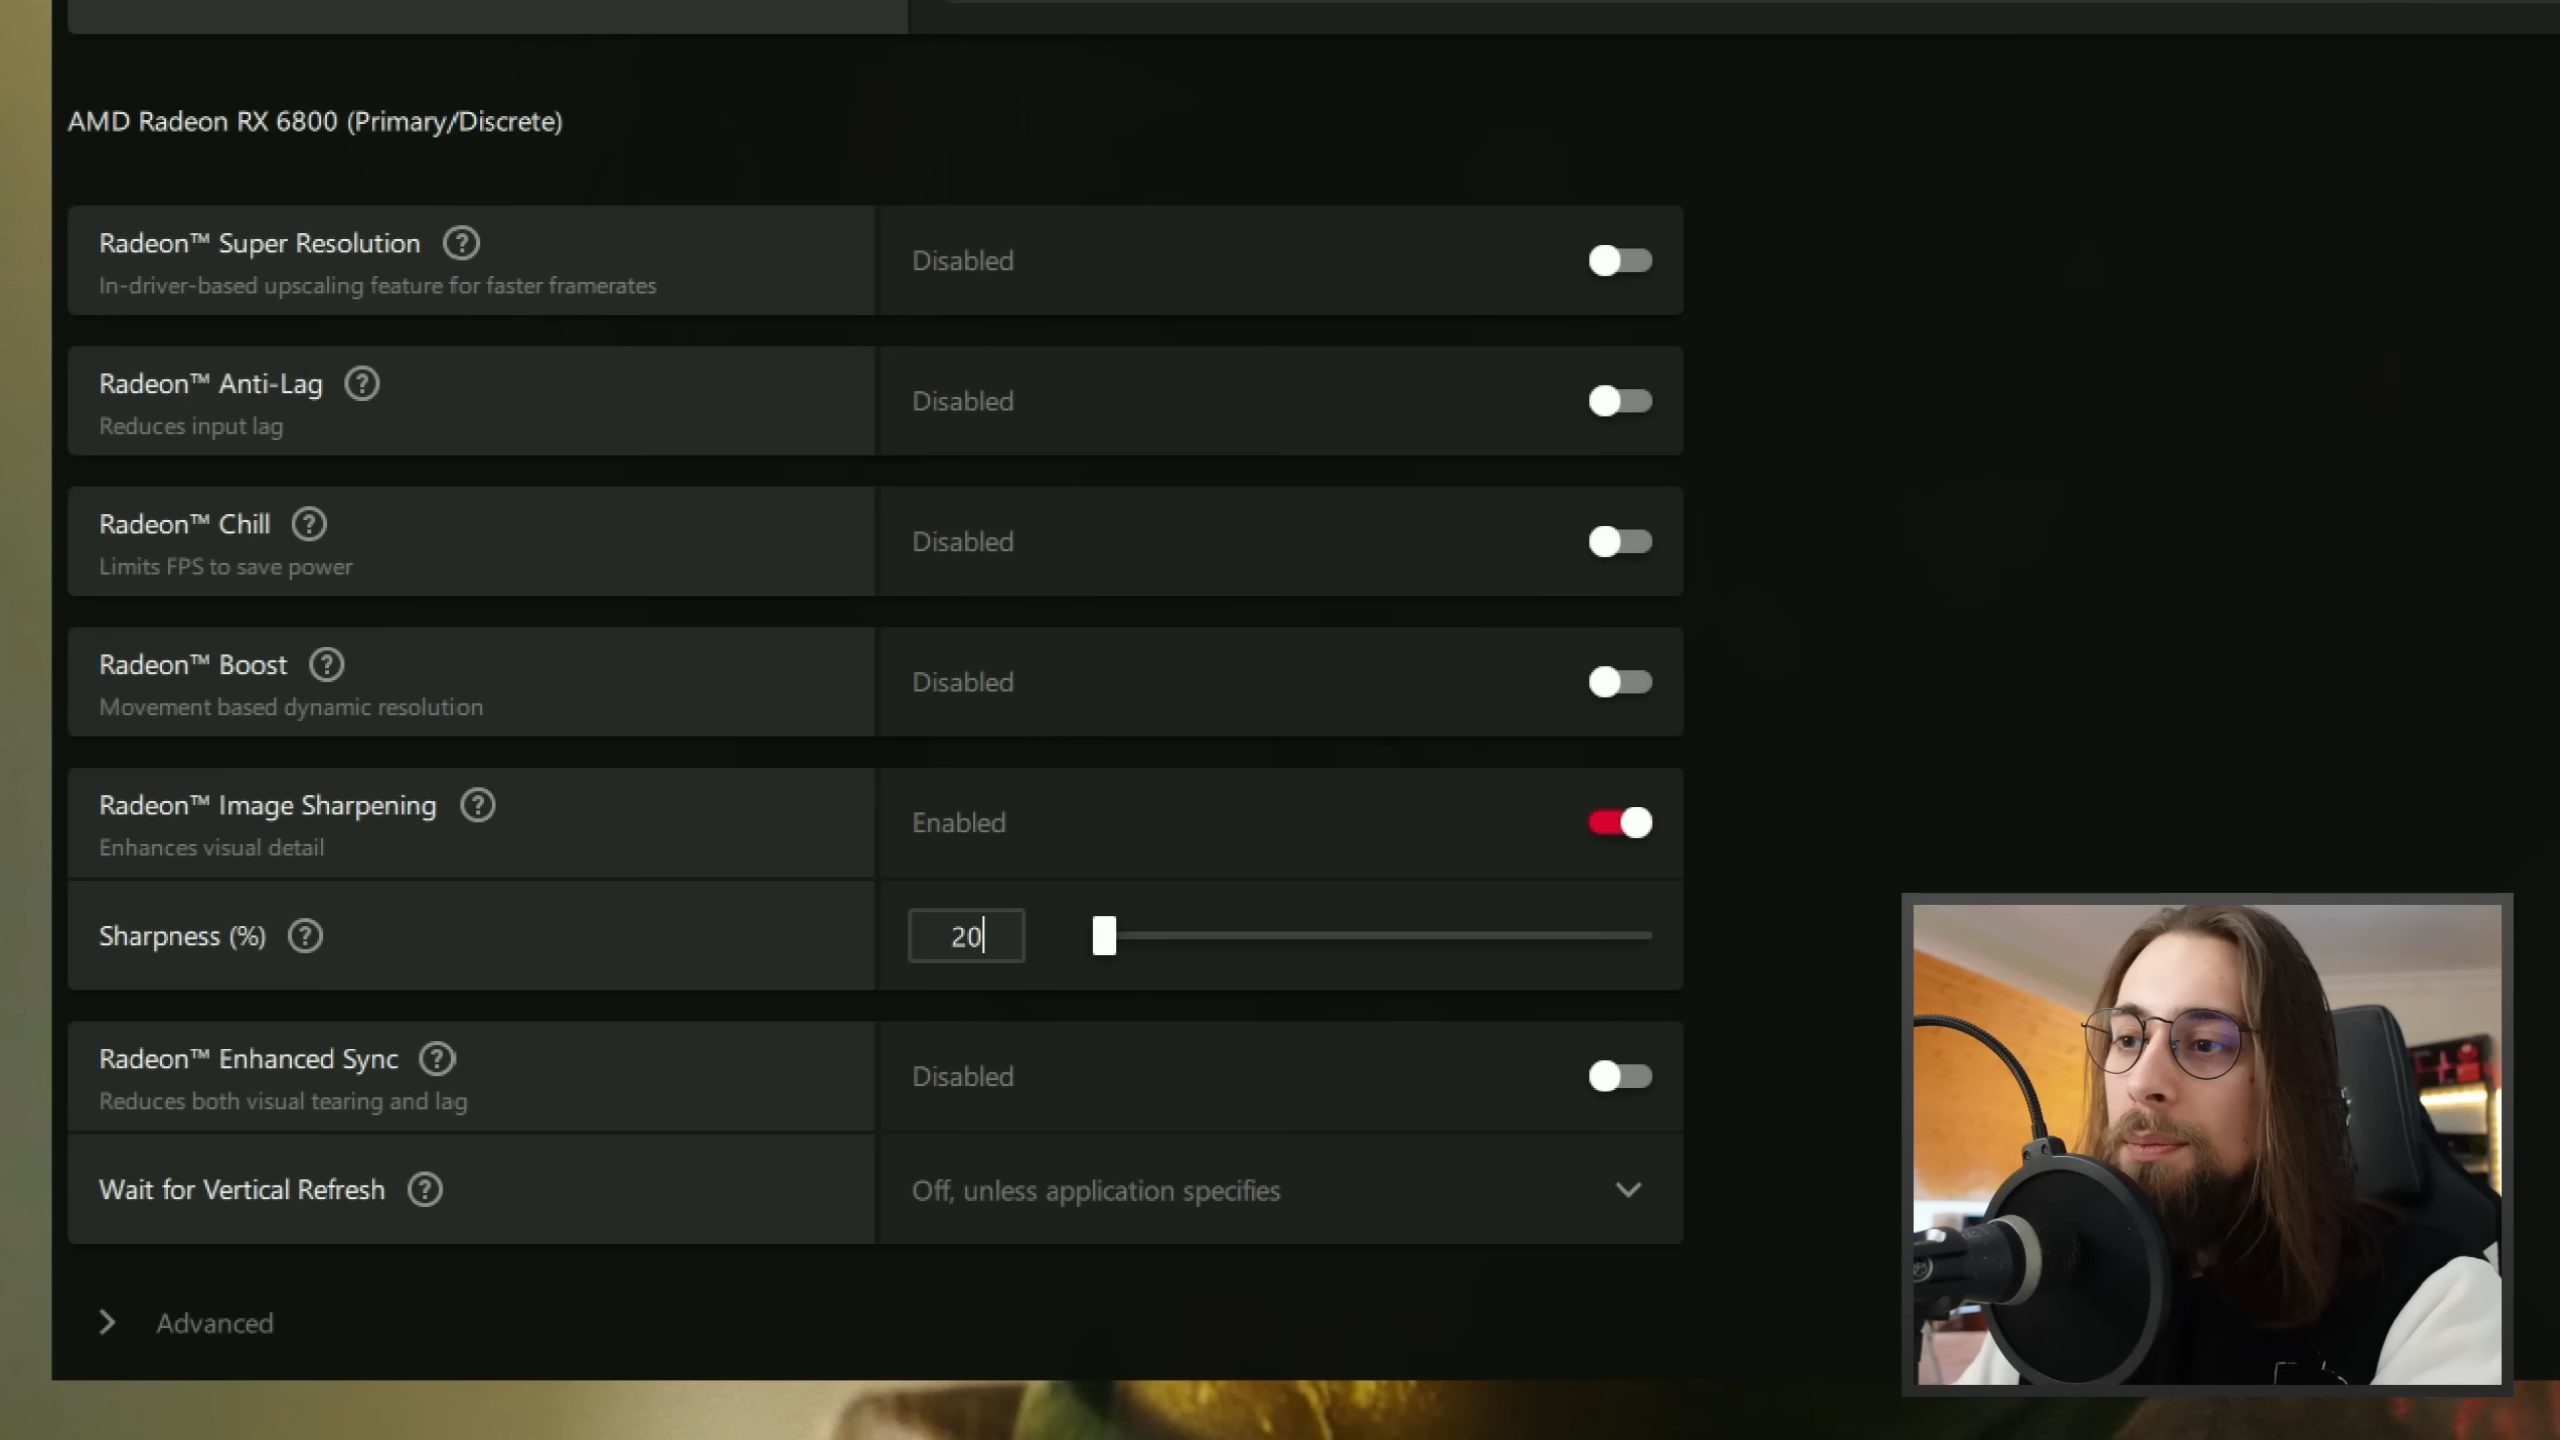 AMD Radeon RX 6800 (Primary/Discrete)
Radeon™ Super Resolution
In-driver-based upscaling feature for faster framerates
Disabled
Radeon™ Anti-Lag
Reduces input lag
Disabled
Radeon™ Chill
Limits FPS to save power
Disabled
Radeon™ Boost
Movement based dynamic resolution
Disabled
Radeon™ Image Sharpening
Enhances visual detail
Enabled
Sharpness (%)
20
Radeon™ Enhanced Sync
Reduces both visual tearing and lag
Disabled
Wait for Vertical Refresh
Off, unless application specifies
Advanced